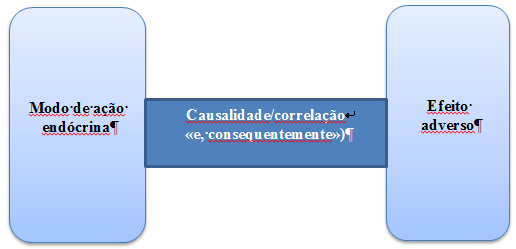 Modo de ação
endócrina¶
Causalidade/correlação↵
«e, consequentemente»)¶
Efeito
adverso¶